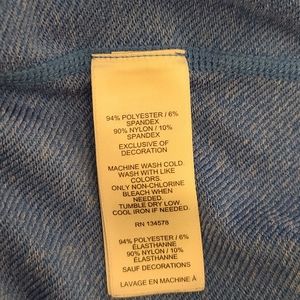 94% POLYESTER / 6%
SPANDEX
90% NYLON / 10%
SPANDEX
EXCLUSIVE OF
DECORATION
MACHINE WASH COLD.
WASH WITH LIKE
COLORS.
ONLY NON-CHLORINE
BLEACH WHEN
NEEDED.
TUMBLE DRY LOW.
COOL IRON IF NEEDED.
RN 134578
94% POLYESTER / 6%
ÉLASTHANNE
90% NYLON / 10%
ÉLASTHANNE
SAUF DECORATIONS
LAVAGE EN MACHINE À